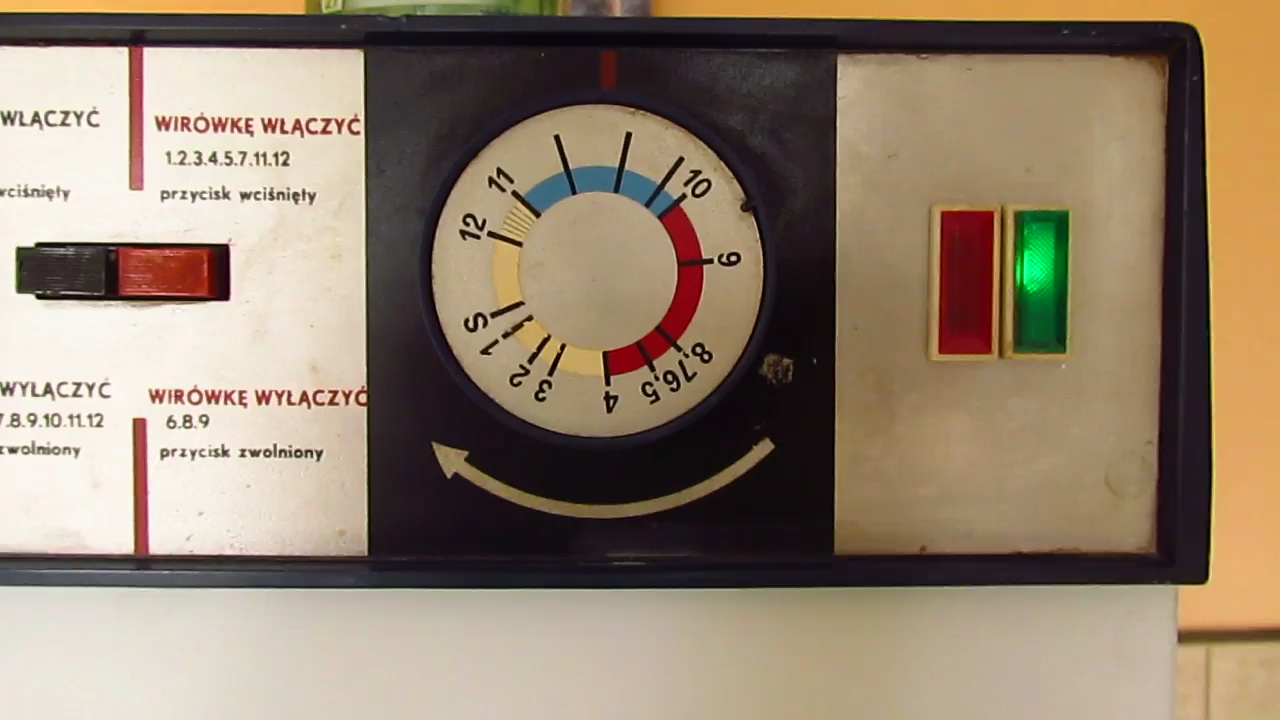 WŁĄCZYĆ
wciśnięty
WIRÓWKĘ WŁĄCZYĆ
1.2.3.4.5.7.11.12
przycisk wciśnięty
WYŁĄCZYĆ
7.8.9.10.11.12
zwolniony
WIRÓWKĘ WYŁĄCZYĆ
6.8.9
przycisk zwolniony
10
9
8,7
6,5
4
3
2
1
S
12
11